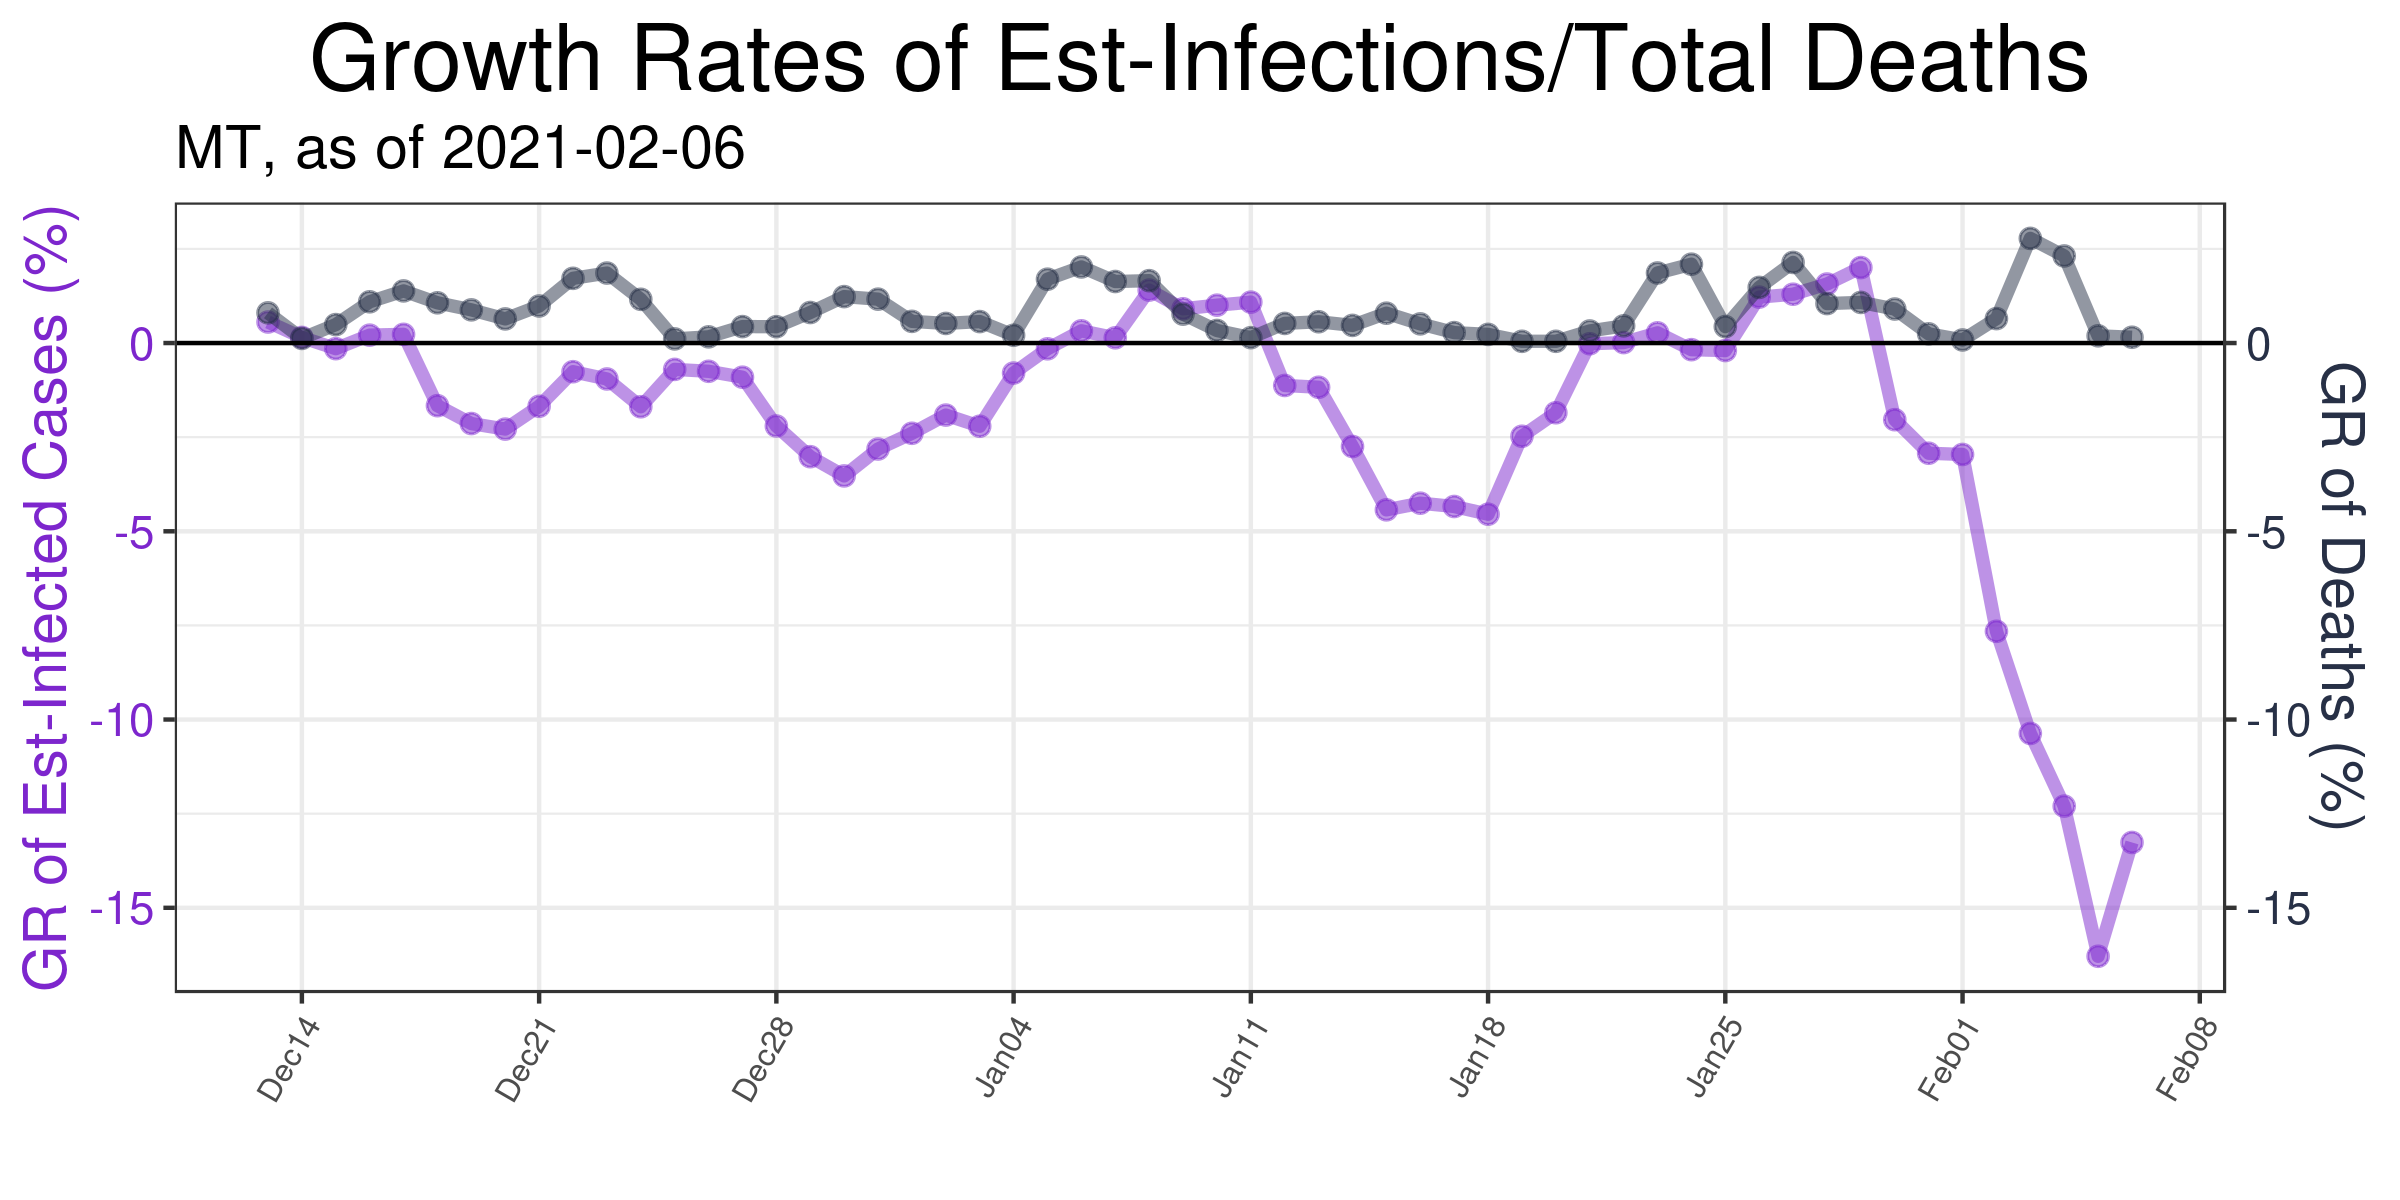 Growth Rates of Est-Infections/Total Deaths
MT, as of 2021-02-06
GR of Est-Infected Cases (%)
0
-5
-10
-15
0
-5
-10
-15
GR of Deaths (%)
Dec14
Dec21
Dec28
Jan04
Jan11
Jan18
Jan25
Feb01
Feb08